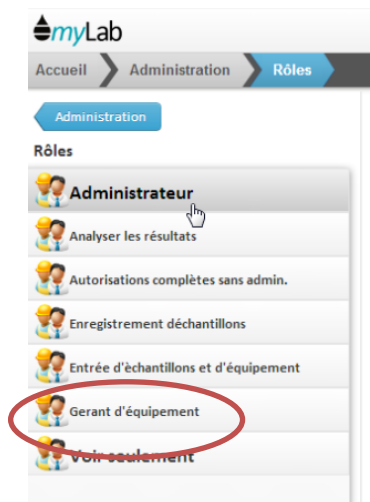 myLab
Accueil Administration Rôles
Administration
Rôles
Administrateur
Analyser les résultats
Autorisations complètes sans admin.
Enregistrement déchantillons
Entrée d'èchantillons et d'équipement
Gerant d'équipement
Voir seulement